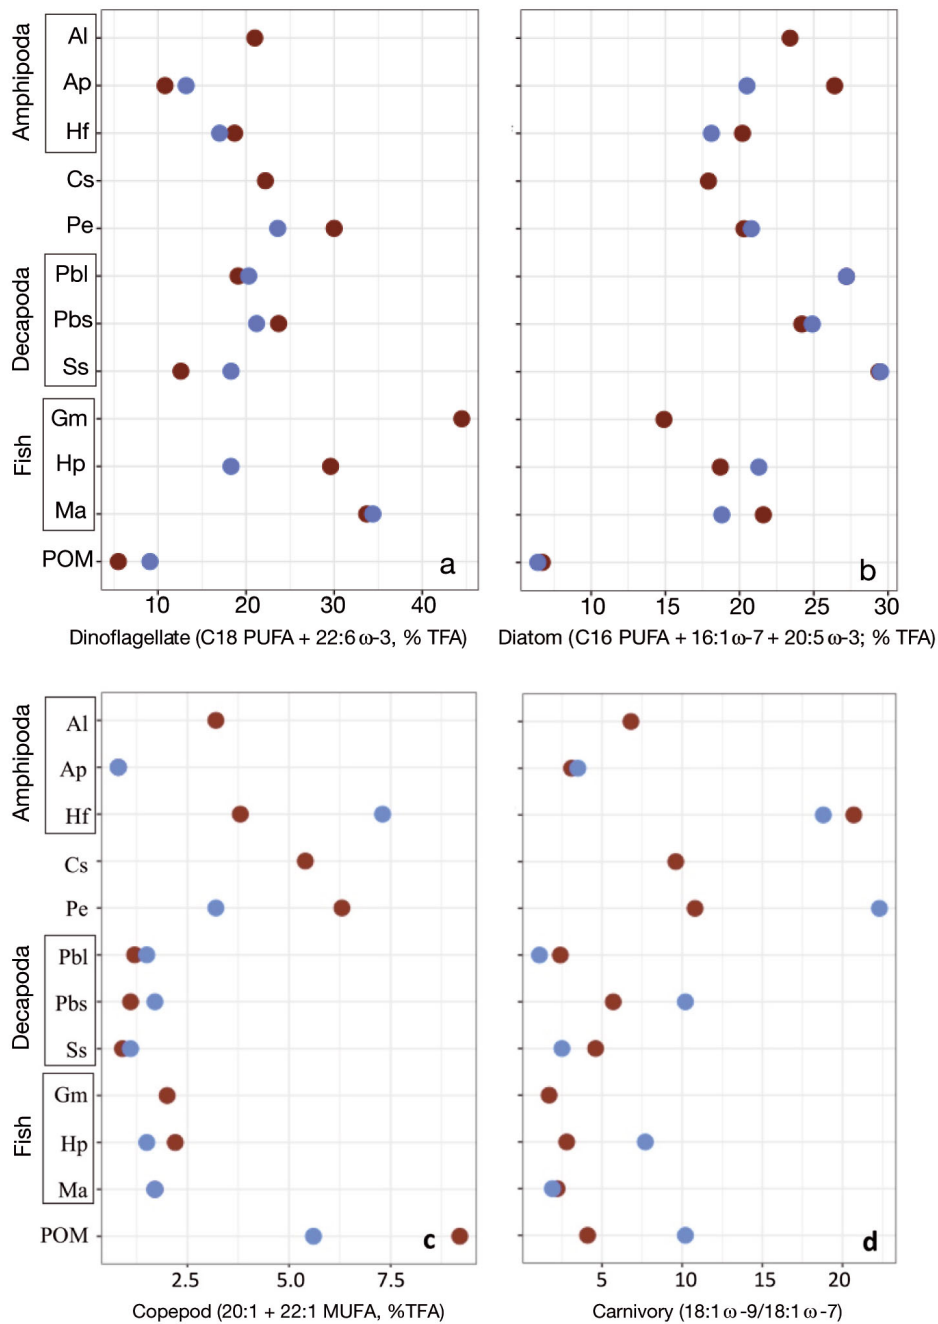 Amphipoda
Al
Ap
Hf
Cs
Pe
Decapoda
Pbl
Pbs
Ss
Fish
Gm
Hp
Ma
POM
a
b
10 20 30 40
10 15 20 25 30
Dinoflagellate (C18 PUFA + 22:6 ω-3, % TFA)
Diatom (C16 PUFA + 16:1 ω-7 + 20:5 ω-3; % TFA)
Amphipoda
Al
Ap
Hf
Cs
Pe
Decapoda
Pbl
Pbs
Ss
Fish
Gm
Hp
Ma
POM
c
d
2.5 5.0 7.5
5 10 15 20
Copepod (20:1 + 22:1 MUFA, %TFA)
Carnivory (18:1 ω -9/18:1 ω -7)